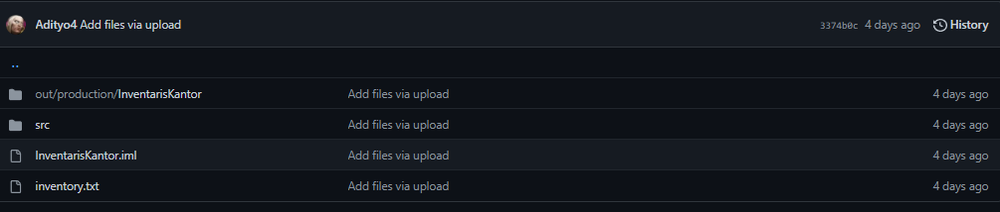 Adityo4 Add files via upload 3374b0c 4 days ago History
..
out/production/InventarisKantor Add files via upload 4 days ago
src Add files via upload 4 days ago
InventarisKantor.iml Add files via upload 4 days ago
inventory.txt Add files via upload 4 days ago